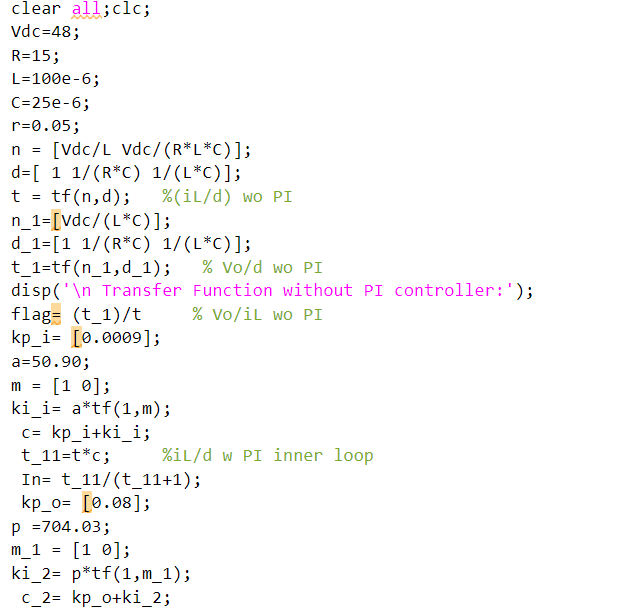 clear all;clc;
Vdc=48;
R=15;
L=100e-6;
C=25e-6;
r=0.05;
n = [Vdc/L Vdc/(R*L*C)];
d=[ 1 1/(R*C) 1/(L*C)];
t = tf(n,d);   %(iL/d) wo PI
n_1=[Vdc/(L*C)];
d_1=[1 1/(R*C) 1/(L*C)];
t_1=tf(n_1,d_1);   % Vo/d wo PI
disp('\n Transfer Function without PI controller:');
flag= (t_1)/t     % Vo/iL wo PI
kp_i= [0.0009];
a=50.90;
m = [1 0];
ki_i= a*tf(1,m);
 c= kp_i+ki_i;
 t_11=t*c;     %iL/d w PI inner loop
 In= t_11/(t_11+1);
 kp_o= [0.08];
p =704.03;
m_1 = [1 0];
ki_2= p*tf(1,m_1);
 c_2= kp_o+ki_2;